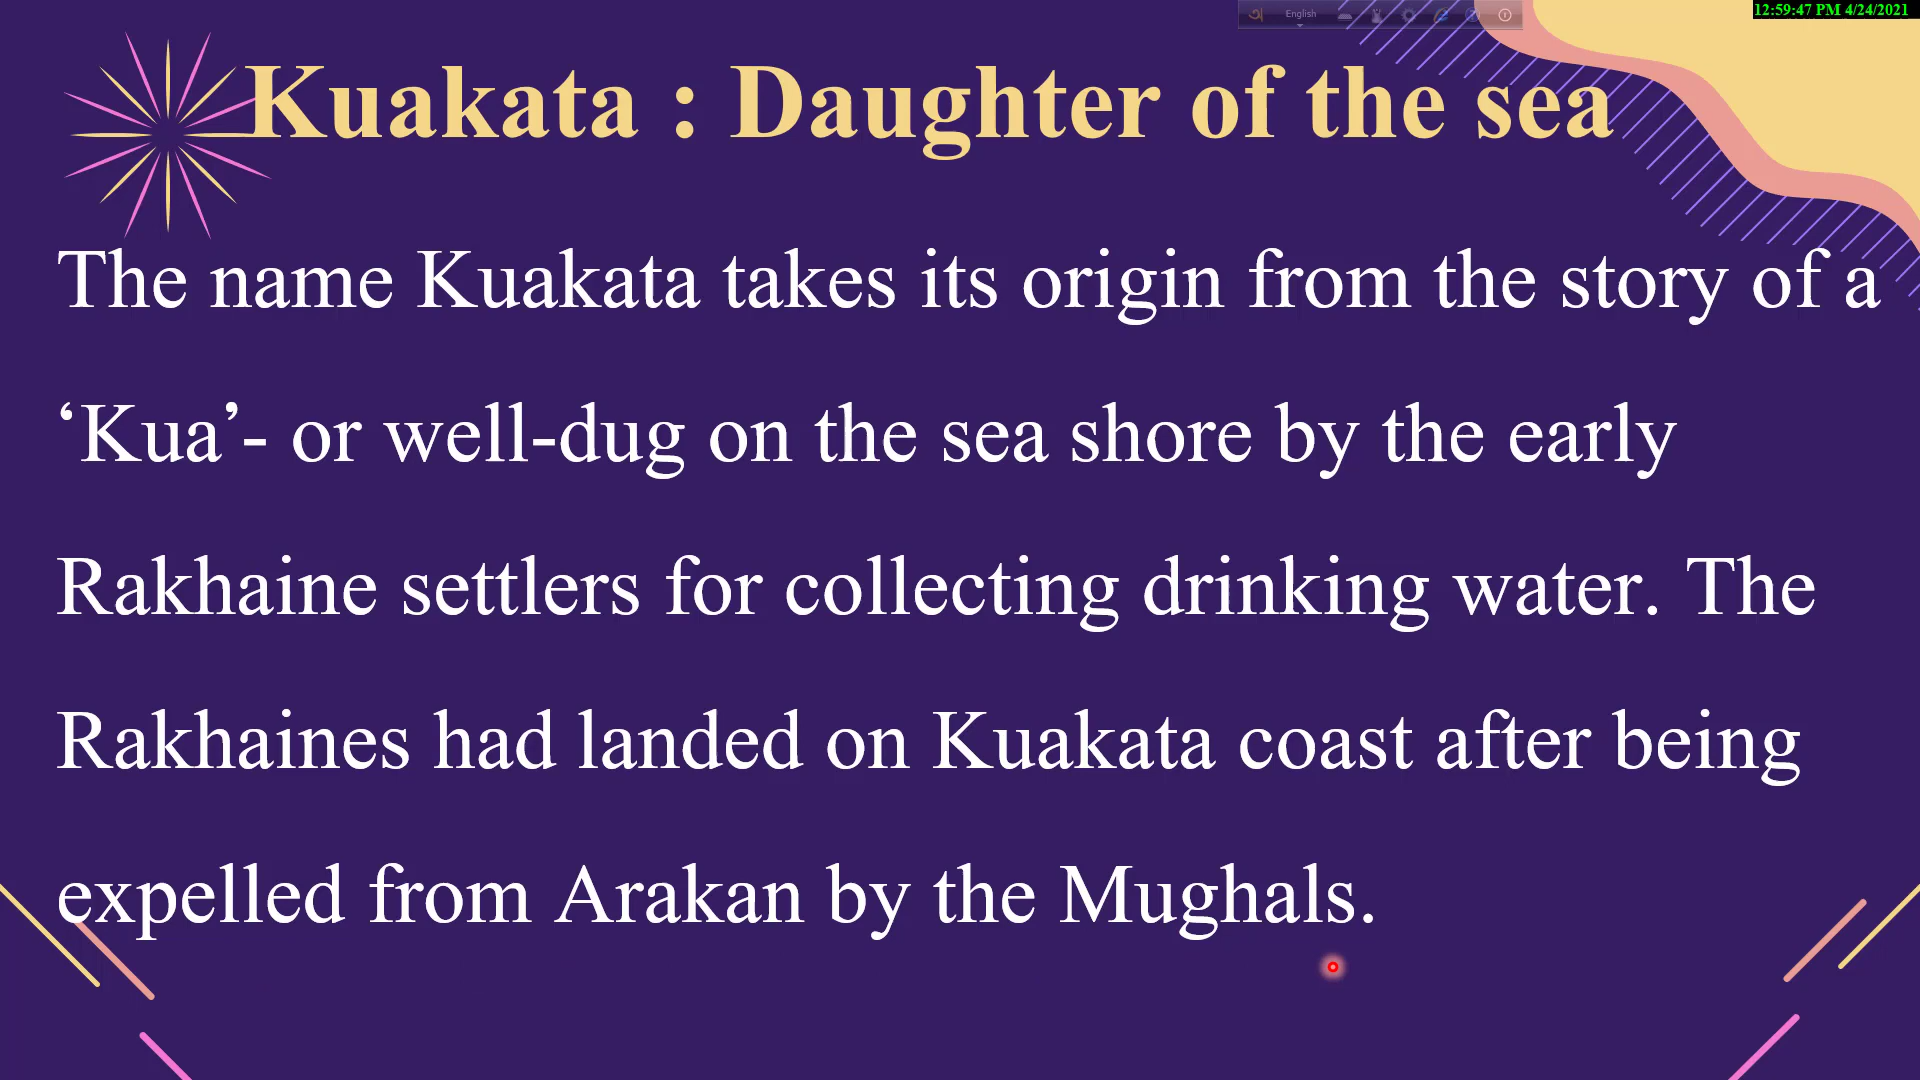 English
12:59:47 PM 4/24/2021
Kuakata : Daughter of the sea
The name Kuakata takes its origin from the story of a
‘Kua’- or well-dug on the sea shore by the early
Rakhaine settlers for collecting drinking water. The
Rakhaines had landed on Kuakata coast after being
expelled from Arakan by the Mughals.